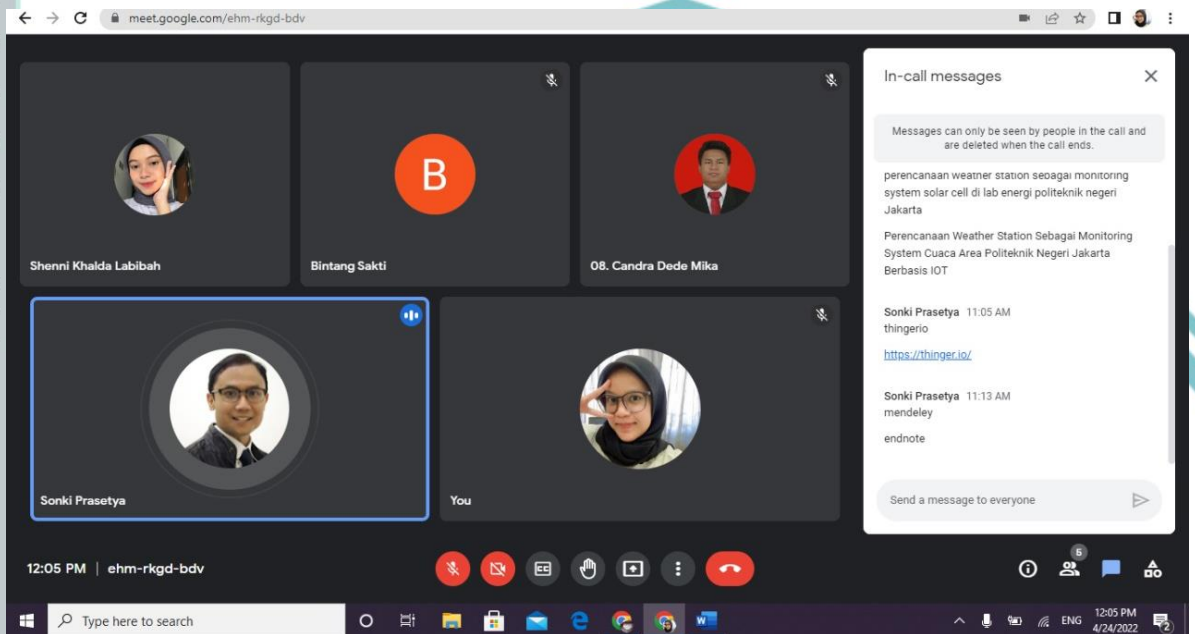 meet.google.com/ehm-rkgd-bdv
In-call messages
Messages can only be seen by people in the call and
are deleted when the call ends.
perencanaan weather station sebagai monitoring
system solar cell di lab energi politeknik negeri
Jakarta
Perencanaan Weather Station Sebagai Monitoring
System Cuaca Area Politeknik Negeri Jakarta
Berbasis IOT
Sonki Prasetya 11:05 AM
thingerio
https://thinger.io/
Sonki Prasetya 11:13 AM
mendeley
endnote
Send a message to everyone
B
Shenni Khalda Labibah
Bintang Sakti
08. Candra Dede Mika
Sonki Prasetya
You
12:05 PM | ehm-rkgd-bdv
CC
5
Type here to search
W
ENG
12:05 PM
4/24/2022
2